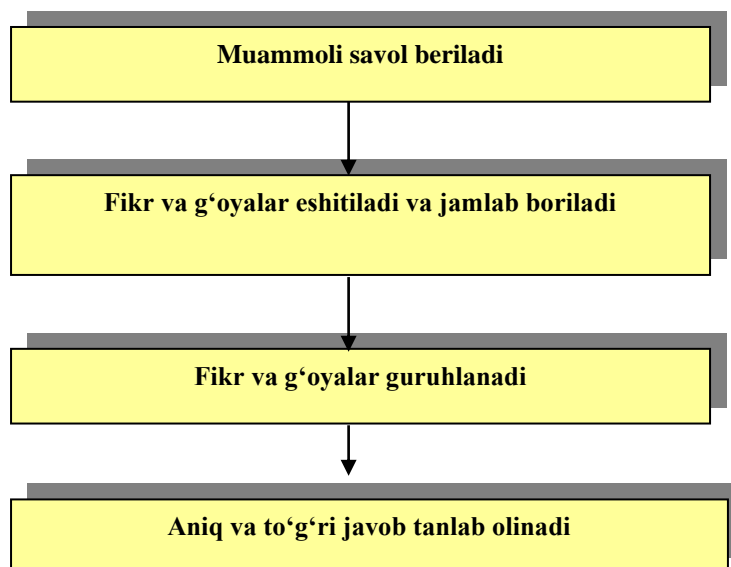 Muammoli savol beriladi
Fikr va g‘oyalar eshitiladi va jamlab boriladi
Fikr va g‘oyalar guruhlanadi
Aniq va to‘g‘ri javob tanlab olinadi